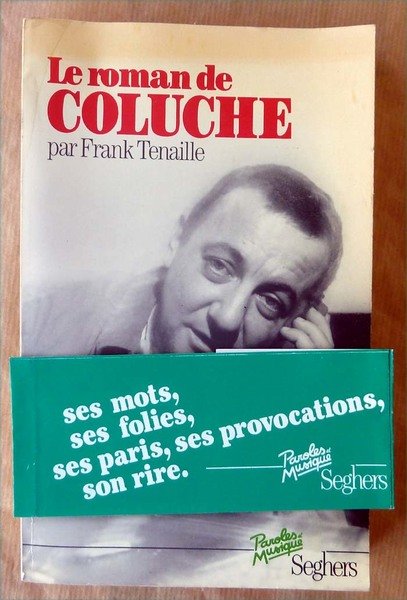 Le roman de
COLUCHE
par Frank Tenaille
ses mots,
ses folies,
ses paris, ses provocations,
son rire.
Paroles et
Musique
Seghers
Paroles et
Musique
Seghers